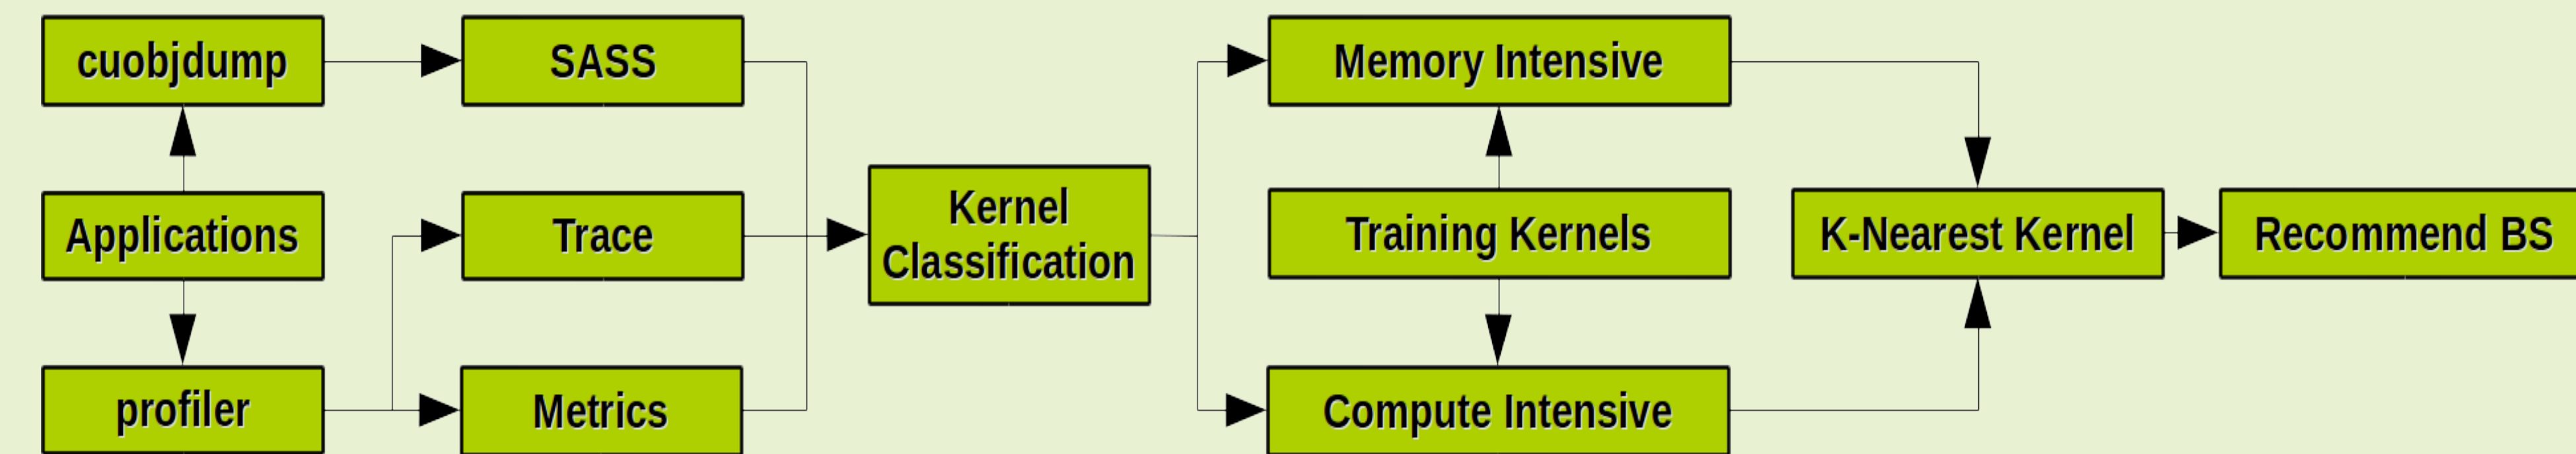 cuobjdump
SASS
Memory Intensive
Applications
Trace
Kernel
Classification
Training Kernels
K-Nearest Kernel
Recommend BS
profiler
Metrics
Compute Intensive